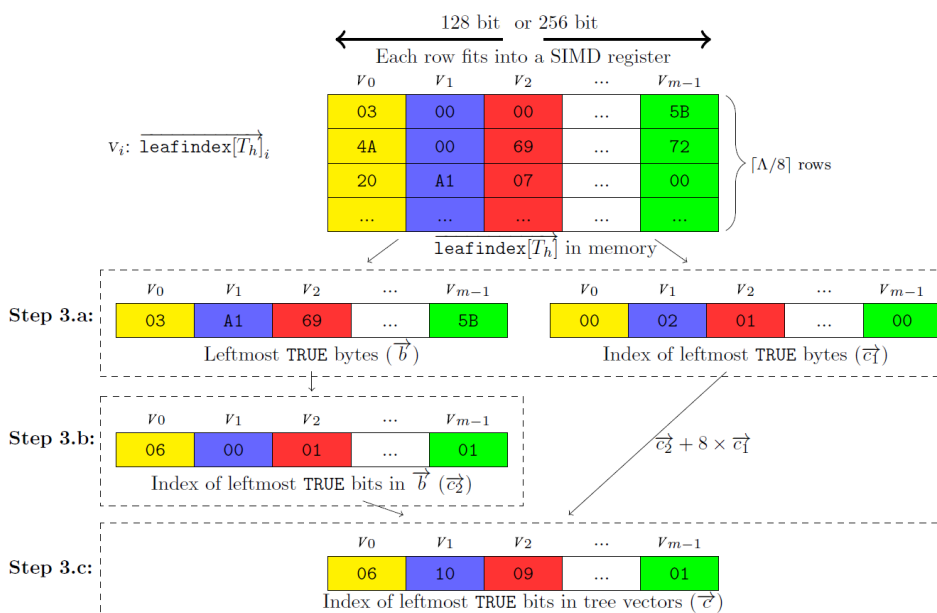 128 bit or 256 bit
Each row fits into a SIMD register
V₀ V₁ V₂ ... Vₘ₋₁
03 00 00 ... 5B
vᵢ: leafindex[Tₕ]ᵢ 4A 00 69 ... 72
⌈Λ/8⌉ rows
20 A1 07 ... 00
... ... ... ... ...
leafindex[Tₕ] in memory
V₀ V₁ V₂ ... Vₘ₋₁ V₀ V₁ V₂ ... Vₘ₋₁
Step 3.a: 03 A1 69 ... 5B 00 02 01 ... 00
Leftmost TRUE bytes (b⃗) Index of leftmost TRUE bytes (c⃗₁)
V₀ V₁ V₂ ... Vₘ₋₁
Step 3.b: 06 00 01 ... 01
c⃗₂ + 8 × c⃗₁
Index of leftmost TRUE bits in b⃗ (c⃗₂)
V₀ V₁ V₂ ... Vₘ₋₁
Step 3.c: 06 10 09 ... 01
Index of leftmost TRUE bits in tree vectors (c⃗)